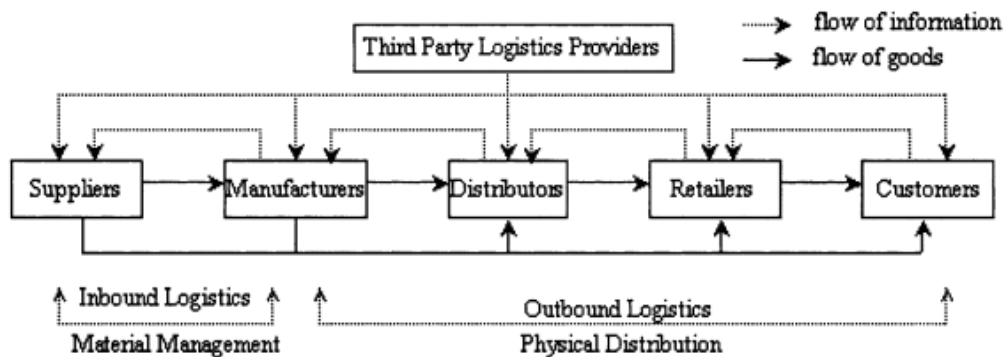 flow of information
Third Party Logistics Providers
flow of goods
Suppliers
Manufacturers
Distributors
Retailers
Customers
Inbound Logistics
Outbound Logistics
Material Management
Physical Distribution